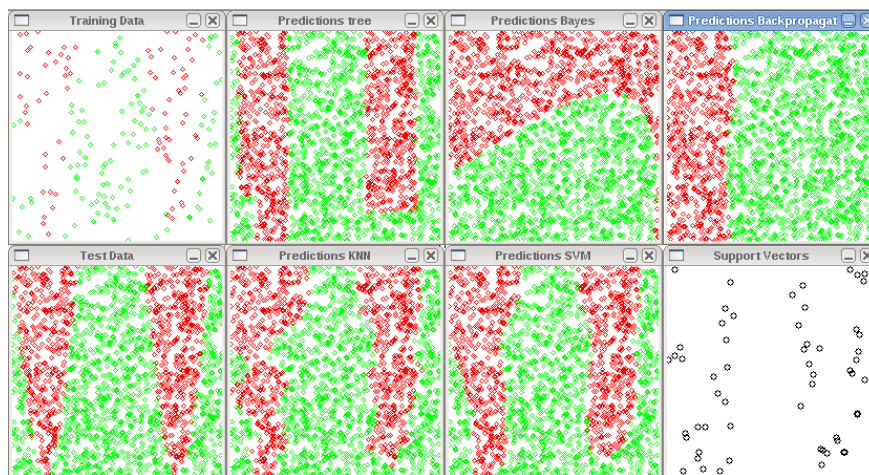 Training Data
Predictions tree
Predictions Bayes
Predictions Backpropagat
Test Data
Predictions KNN
Predictions SVM
Support Vectors